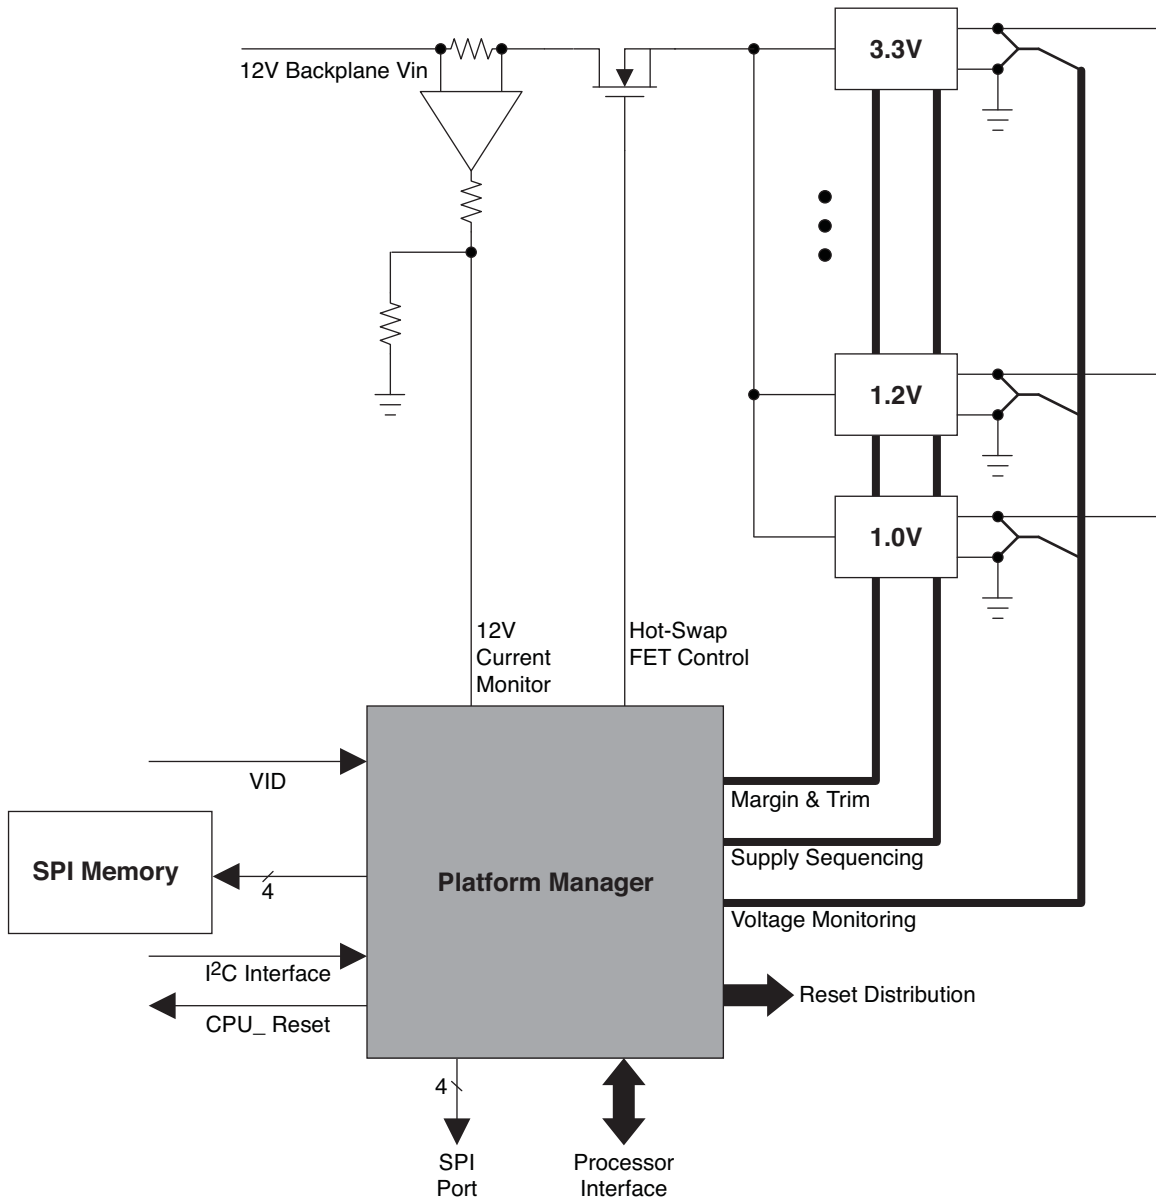 3.3V
12V Backplane Vin
1.2V
1.0V
12V
Current
Monitor
Hot-Swap
FET Control
VID
Margin & Trim
SPI Memory
4
Platform Manager
Supply Sequencing
Voltage Monitoring
I²C Interface
CPU_ Reset
Reset Distribution
4
SPI
Port
Processor
Interface